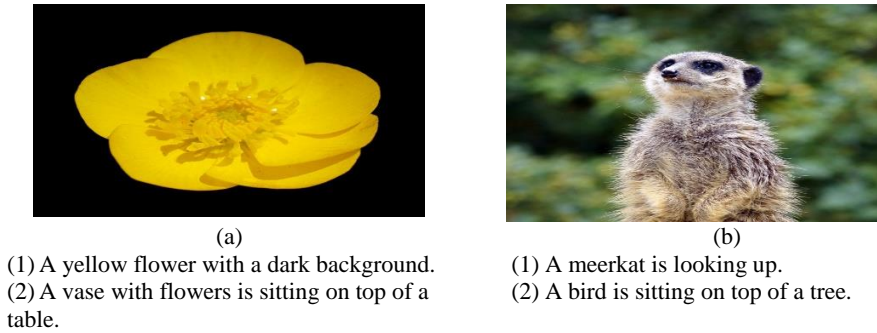 (a)
(1) A yellow flower with a dark background.
(2) A vase with flowers is sitting on top of a
table.
(b)
(1) A meerkat is looking up.
(2) A bird is sitting on top of a tree.